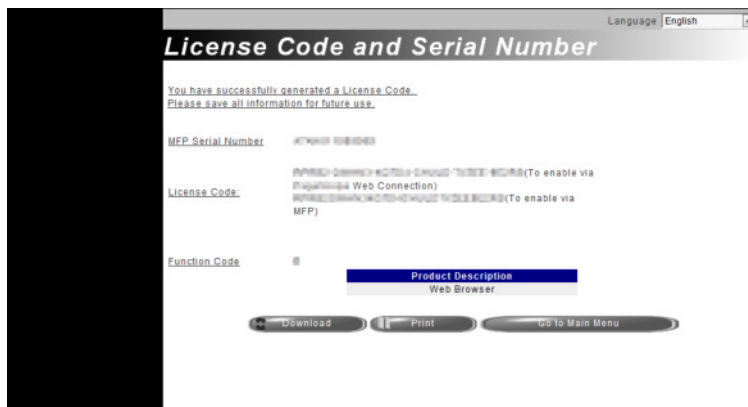 Language English
License Code and Serial Number
You have successfully generated a License Code.
Please save all information for future use.
MFP Serial Number
(To enable via
License Code: Web Connection)
(To enable via
MFP)
Function Code
Product Description
Web Browser
Download Print Go to Main Menu